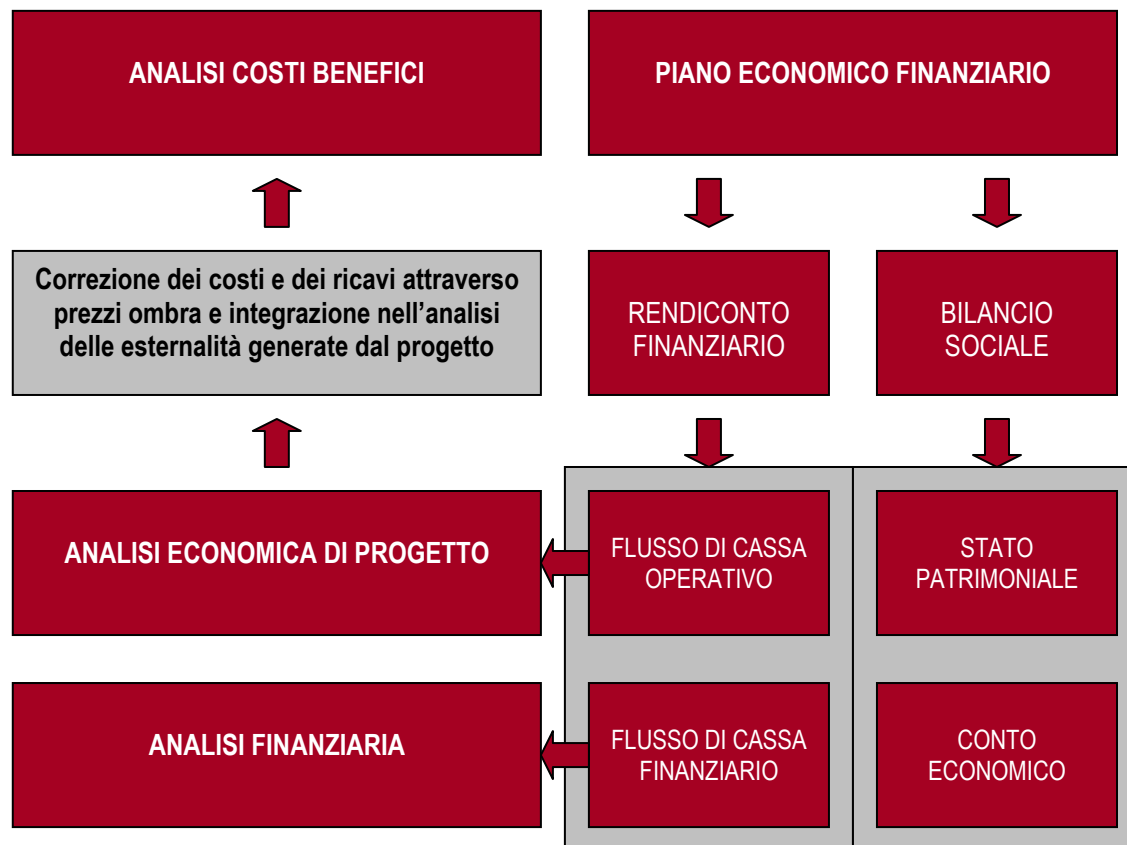 ANALISI COSTI BENEFICI
PIANO ECONOMICO FINANZIARIO
Correzione dei costi e dei ricavi attraverso
prezzi ombra e integrazione nell'analisi
delle esternalità generate dal progetto
RENDICONTO
FINANZIARIO
BILANCIO
SOCIALE
ANALISI ECONOMICA DI PROGETTO
FLUSSO DI CASSA
OPERATIVO
STATO
PATRIMONIALE
ANALISI FINANZIARIA
FLUSSO DI CASSA
FINANZIARIO
CONTO
ECONOMICO